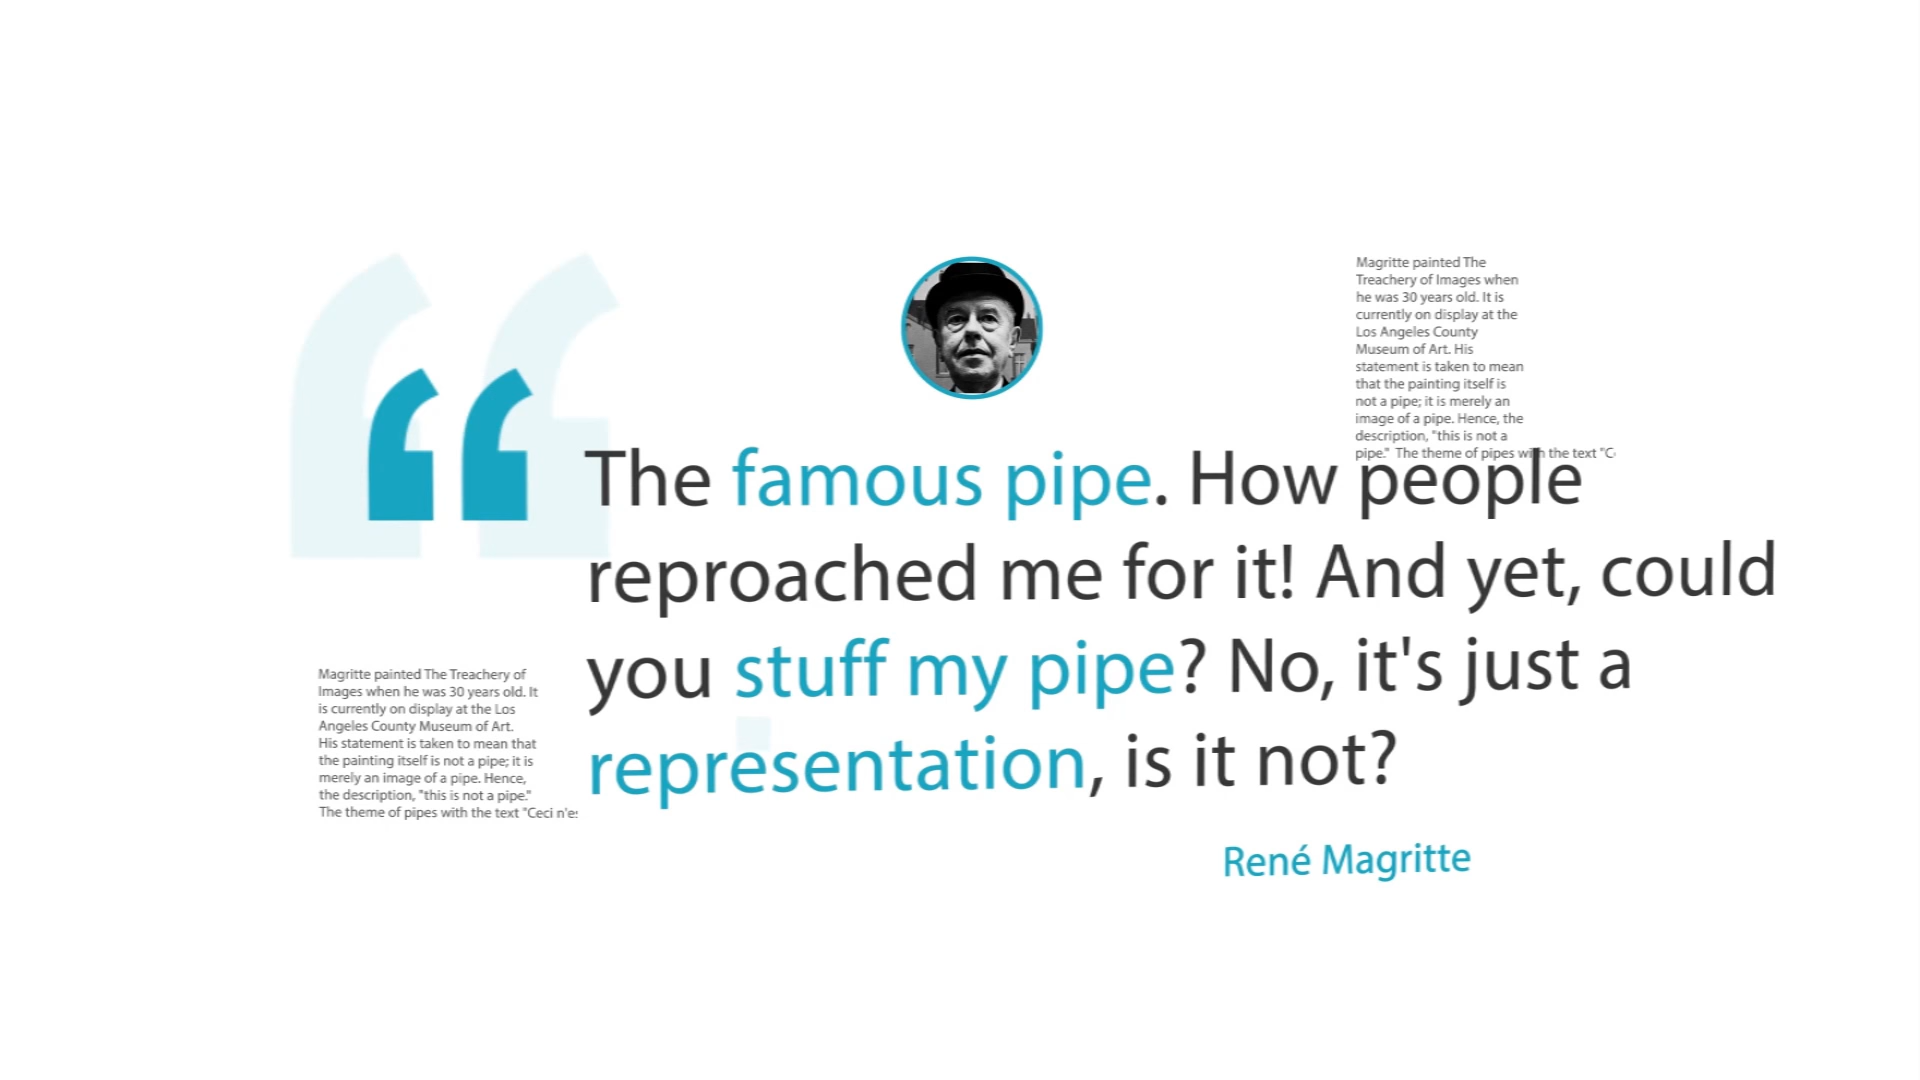 Magritte painted The
Treachery of Images when
he was 30 years old. It is
currently on display at the
Los Angeles County
Museum of Art. His
statement is taken to mean
that the painting itself is
not a pipe; it is merely an
image of a pipe. Hence, the
description, "this is not a
pipe." The theme of pipes with the text "C
The famous pipe. How people
reproached me for it! And yet, could
you stuff my pipe? No, it's just a
representation, is it not?
Magritte painted The Treachery of
Images when he was 30 years old. It
is currently on display at the Los
Angeles County Museum of Art.
His statement is taken to mean that
the painting itself is not a pipe; it is
merely an image of a pipe. Hence,
the description, "this is not a pipe."
The theme of pipes with the text "Ceci n'es
René Magritte